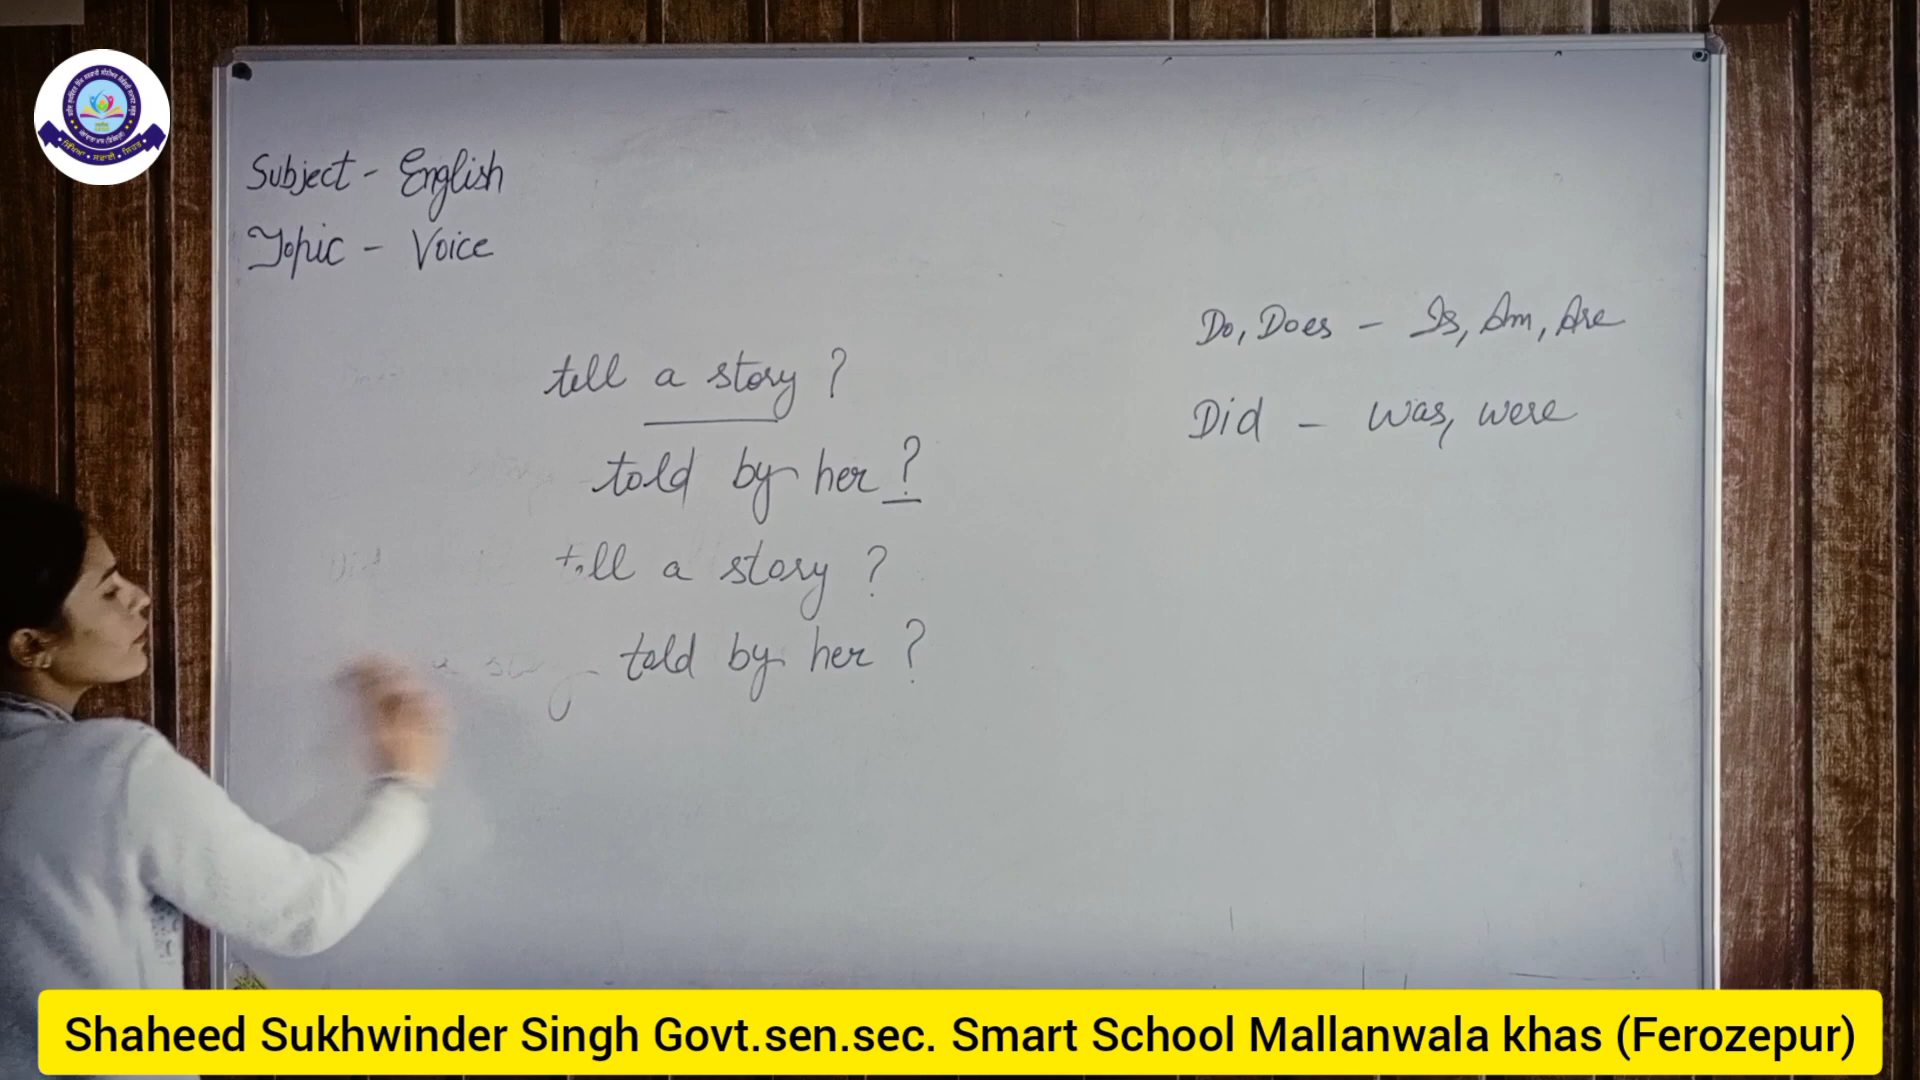 Subject - English
Topic - Voice
Do, Does - Is, Am, Are
Did - was, were
tell a story ?
told by her ?
Did tell a story ?
told by her ?
Shaheed Sukhwinder Singh Govt.sen.sec. Smart School Mallanwala khas (Ferozepur)